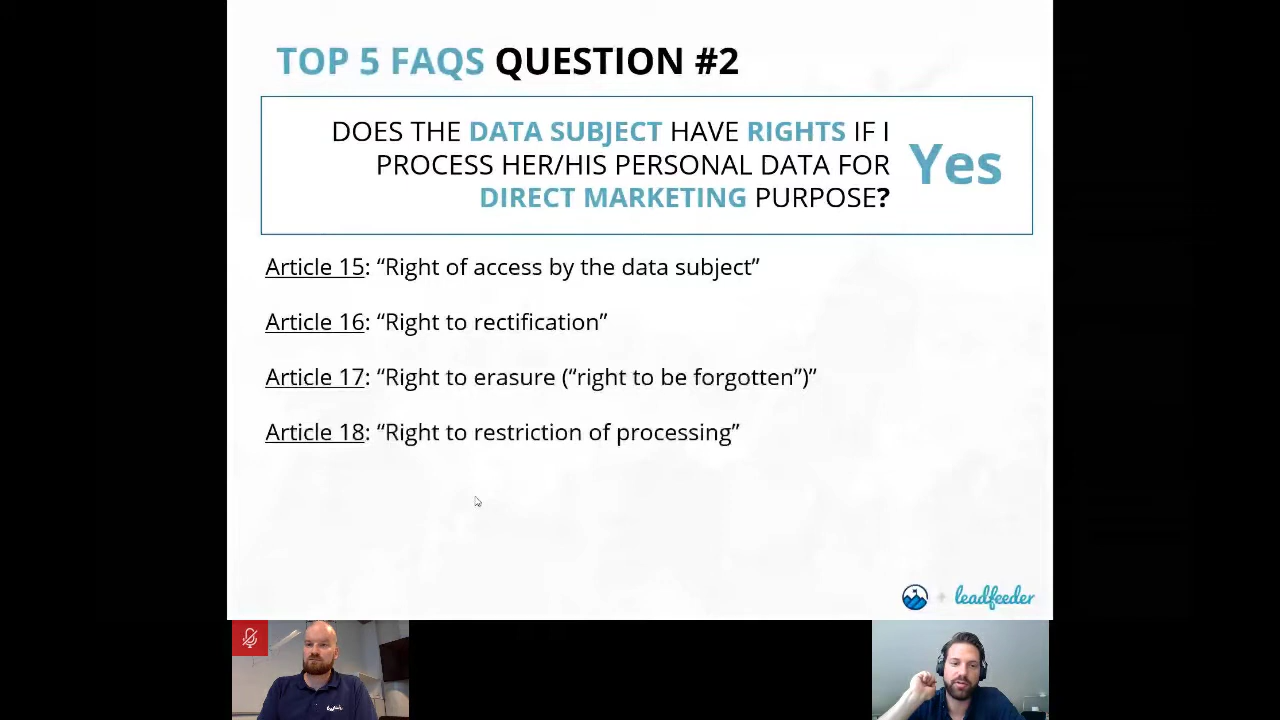 TOP 5 FAQS QUESTION #2
DOES THE DATA SUBJECT HAVE RIGHTS IF I
PROCESS HER/HIS PERSONAL DATA FOR
DIRECT MARKETING PURPOSE?
Yes
Article 15: “Right of access by the data subject”
Article 16: “Right to rectification”
Article 17: “Right to erasure (“right to be forgotten”)”
Article 18: “Right to restriction of processing”
+ leadfeeder